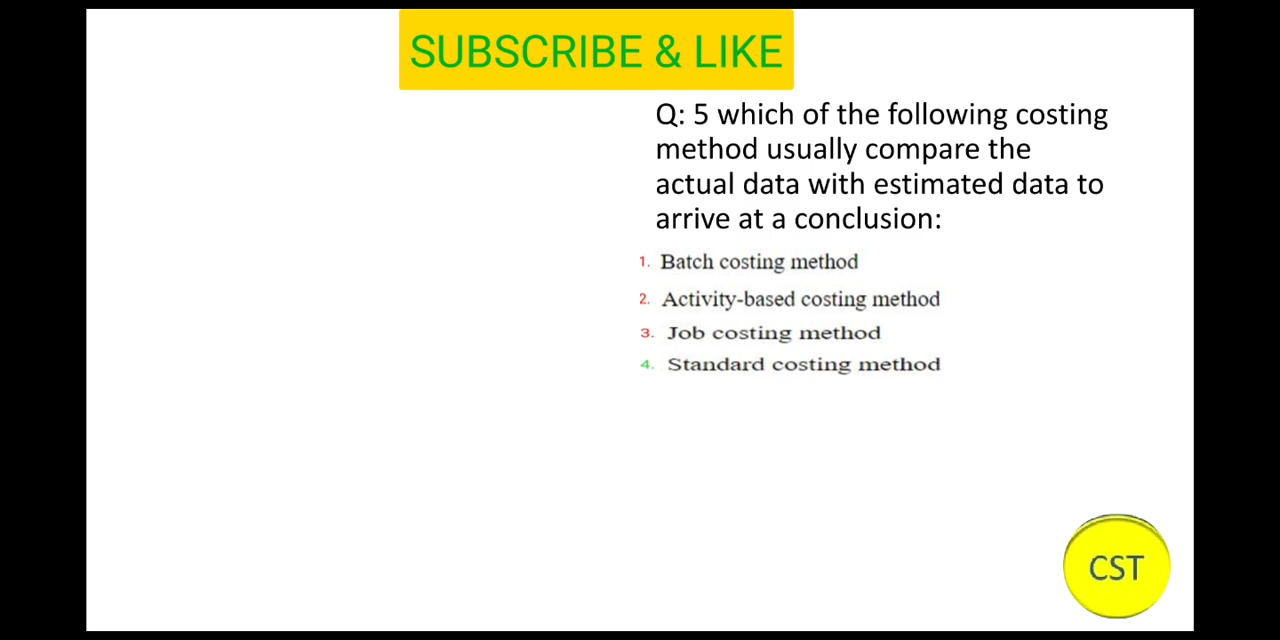 SUBSCRIBE & LIKE
Q: 5 which of the following costing
method usually compare the
actual data with estimated data to
arrive at a conclusion:
1. Batch costing method
2. Activity-based costing method
3. Job costing method
4. Standard costing method
CST